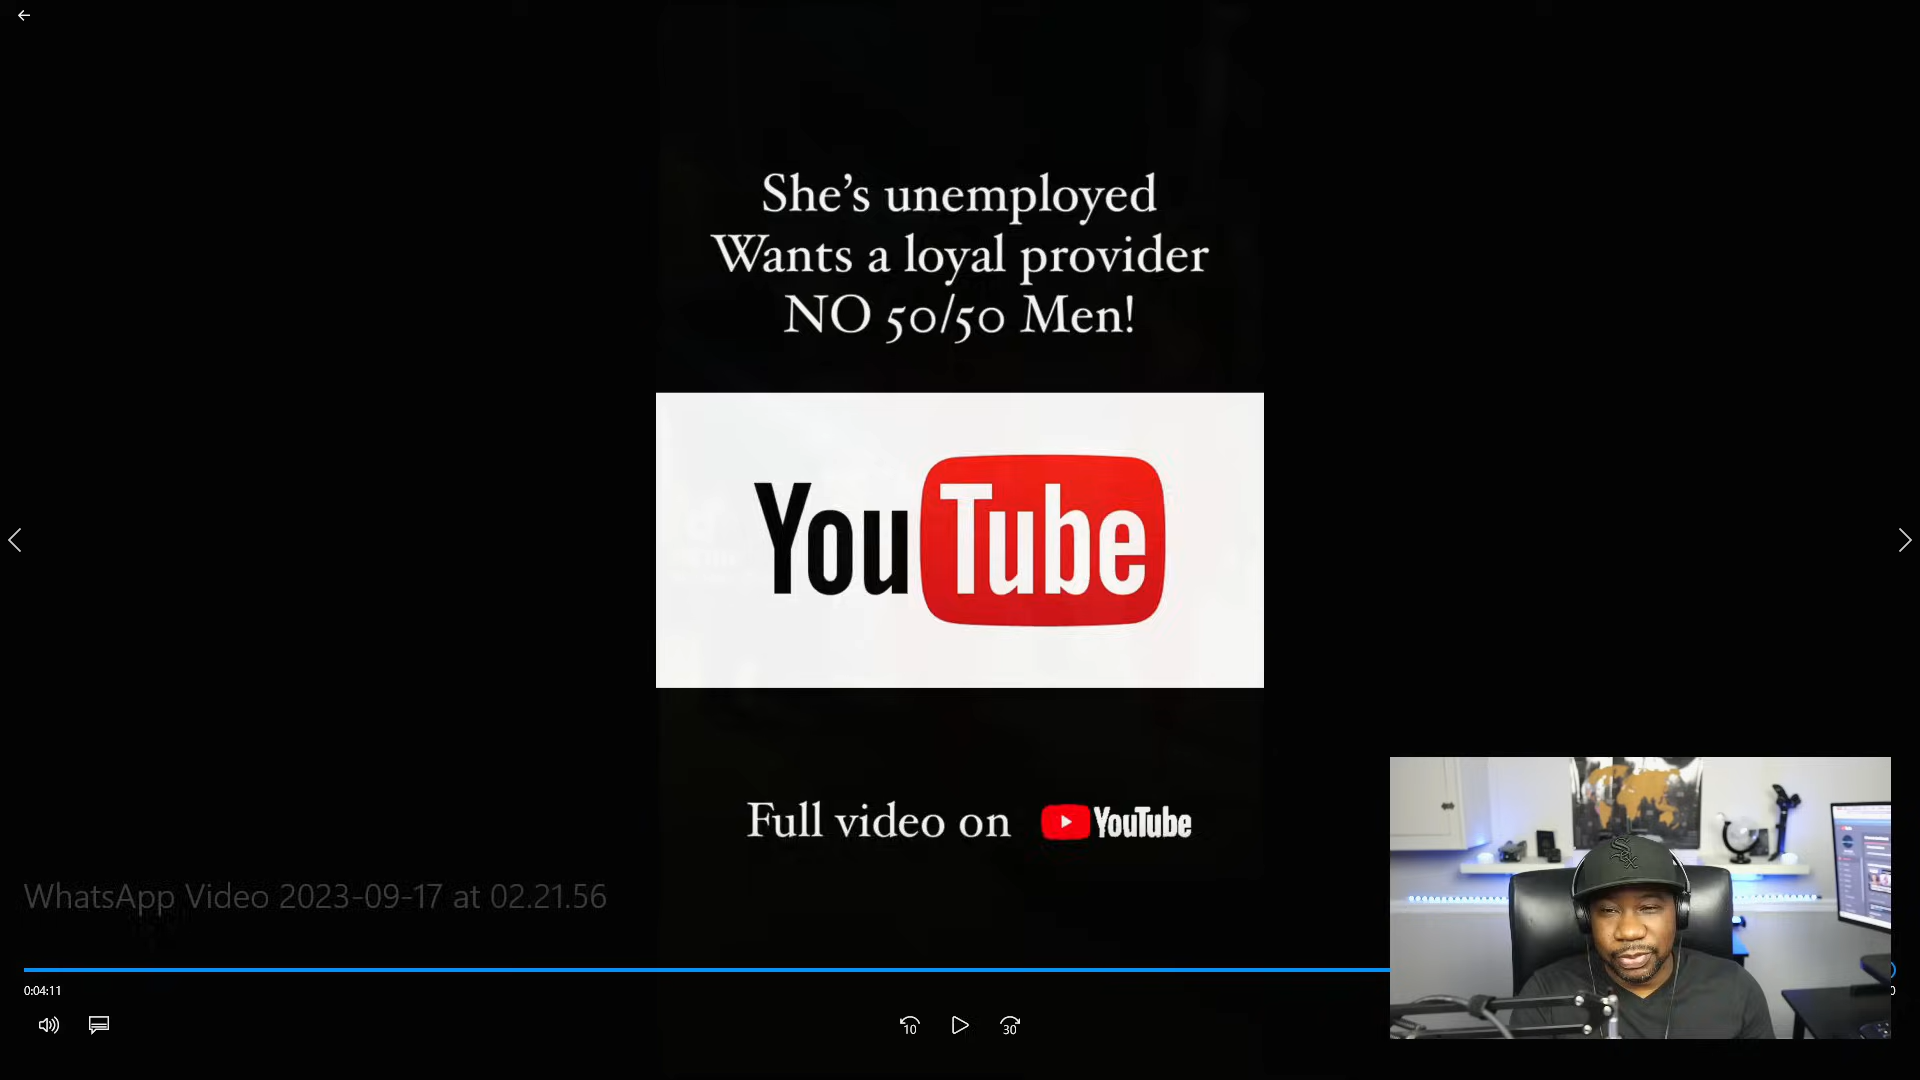 She's unemployed
Wants a loyal provider
NO 50/50 Men!
YouTube
Full video on YouTube
WhatsApp Video 2023-09-17 at 02.21.56
0:04:11
10
30
Sox